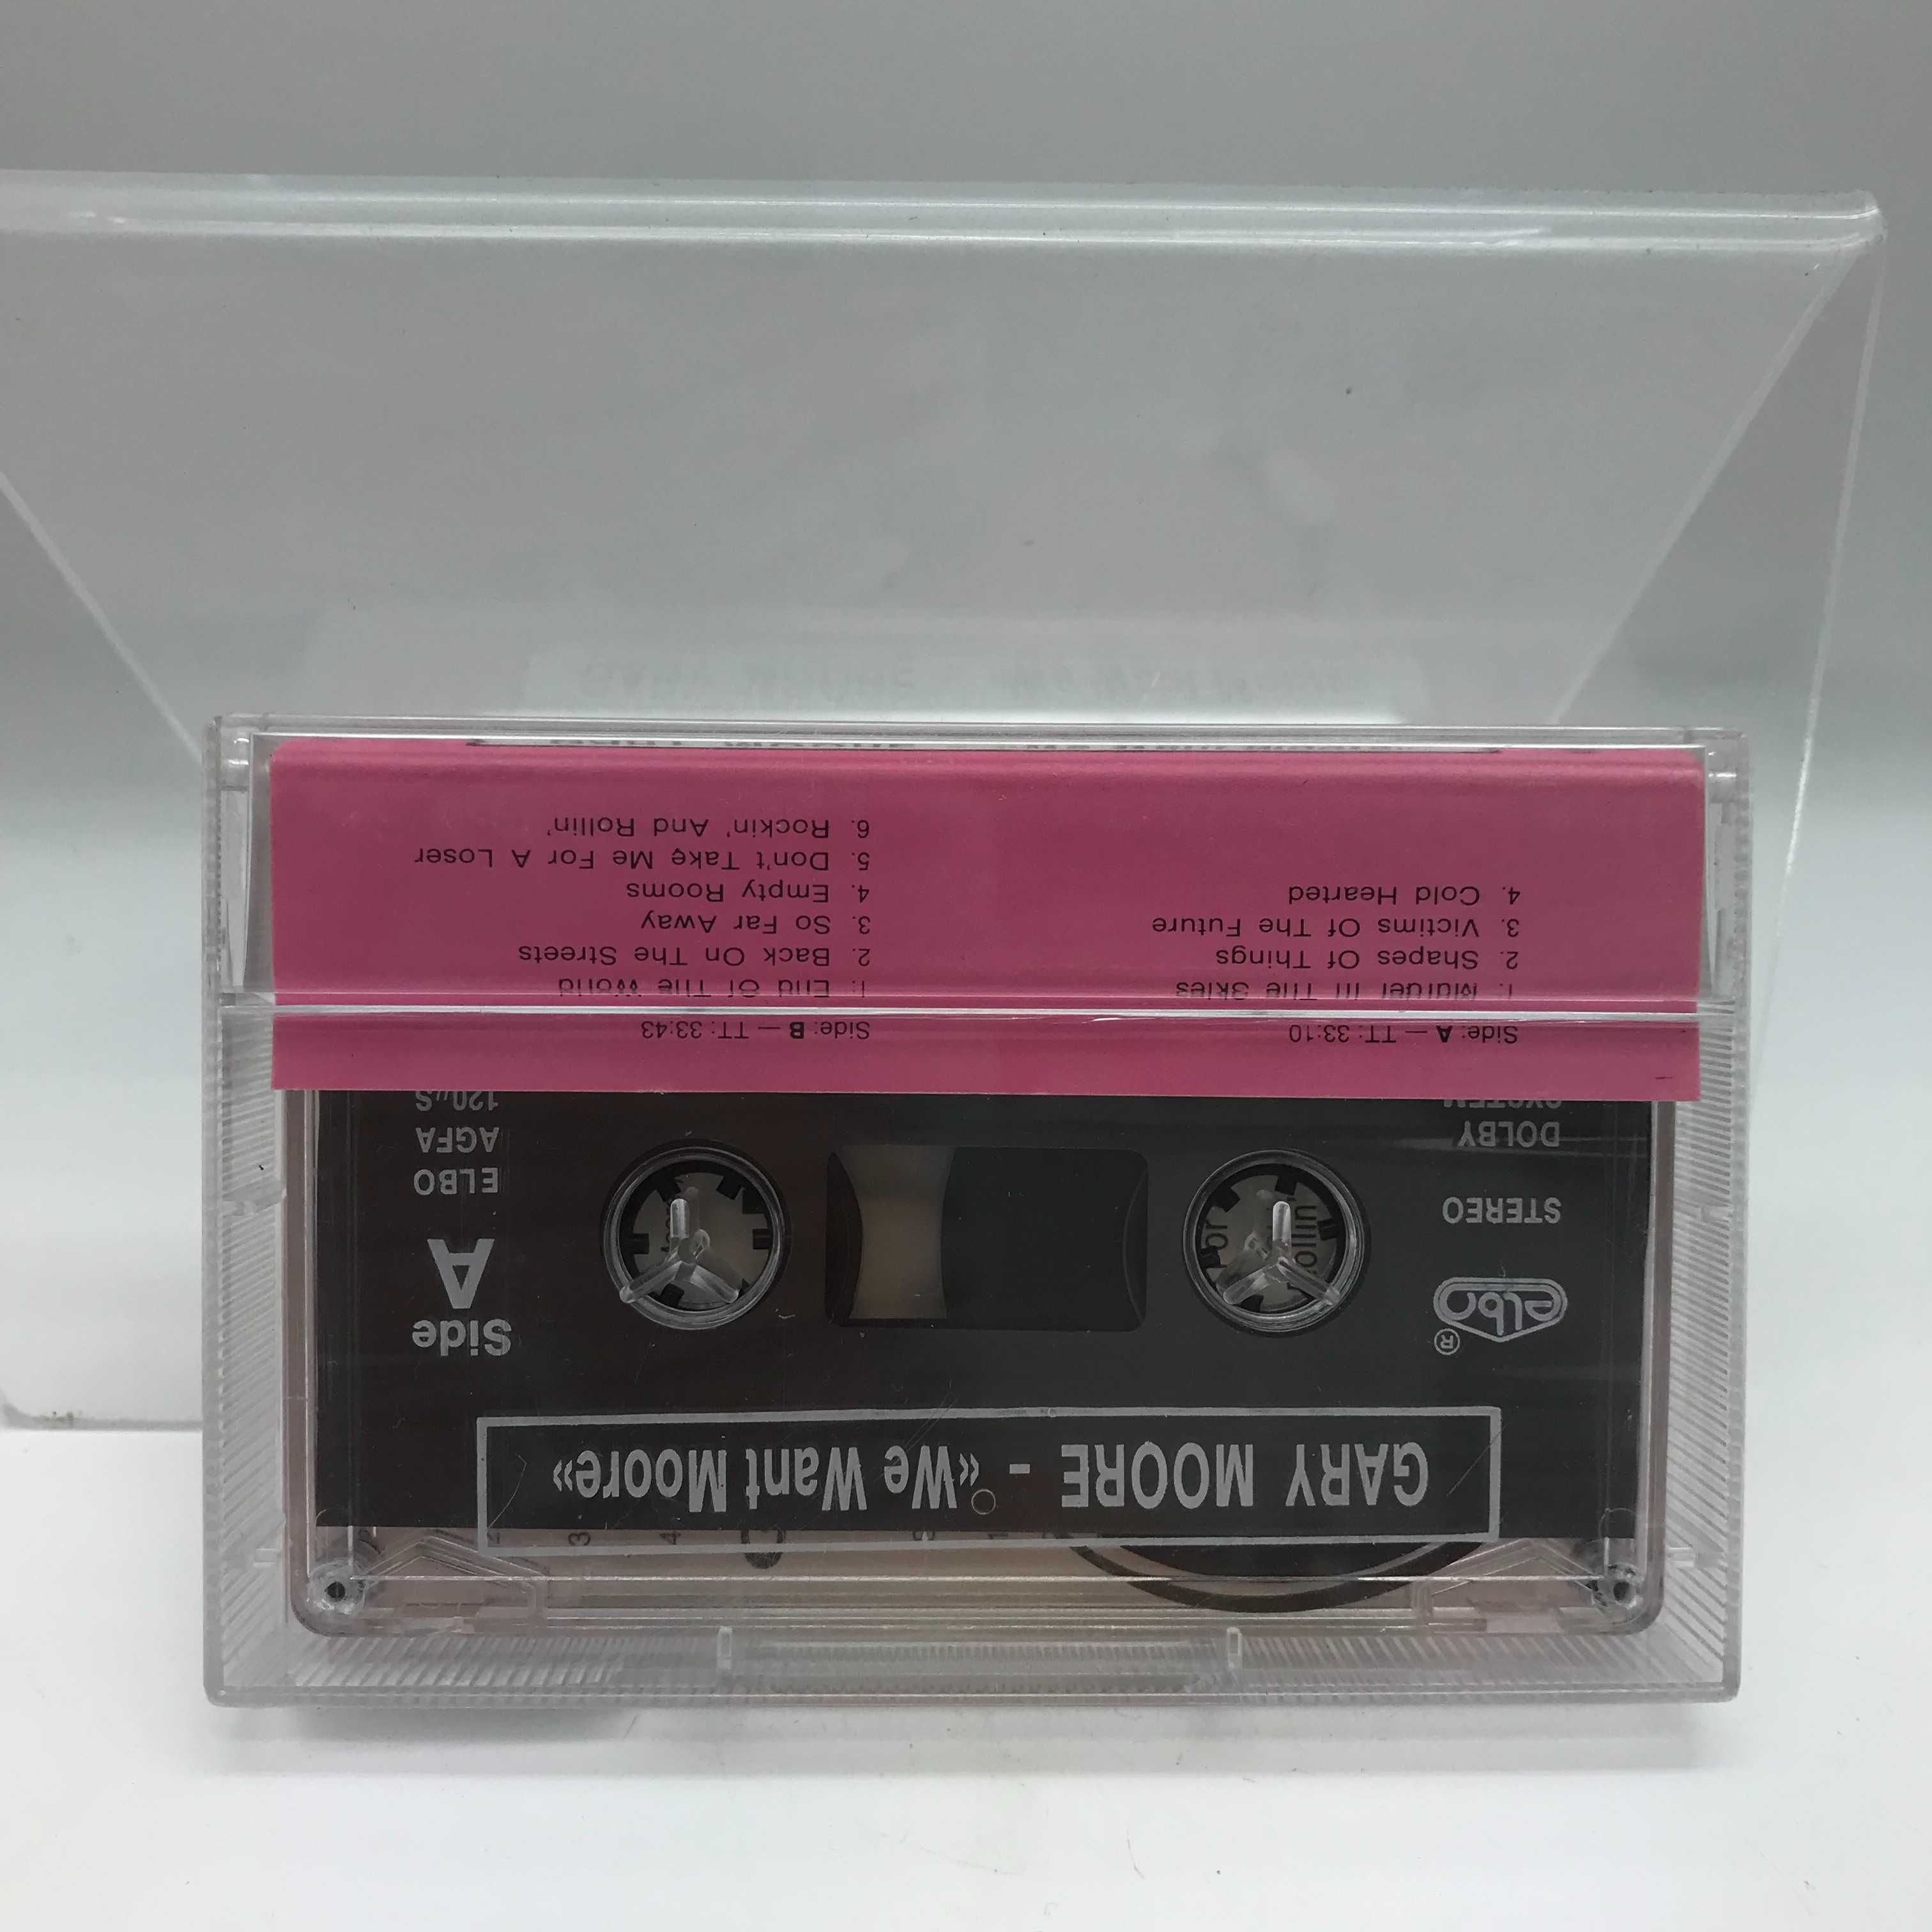 GARY MOORE - «We Want Moore»
elbo ®
Side
A
STEREO
ELBO
DOLBY
AGFA
SYSTEM
120µS
Side: A — TT: 33:10
1. Murder In The Skies
2. Shapes Of Things
3. Victims Of The Future
4. Cold Hearted
Side: B — TT: 33:43
1. End Of The World
2. Back On The Streets
3. So Far Away
4. Empty Rooms
5. Don't Take Me For A Loser
6. Rockin' And Rollin'